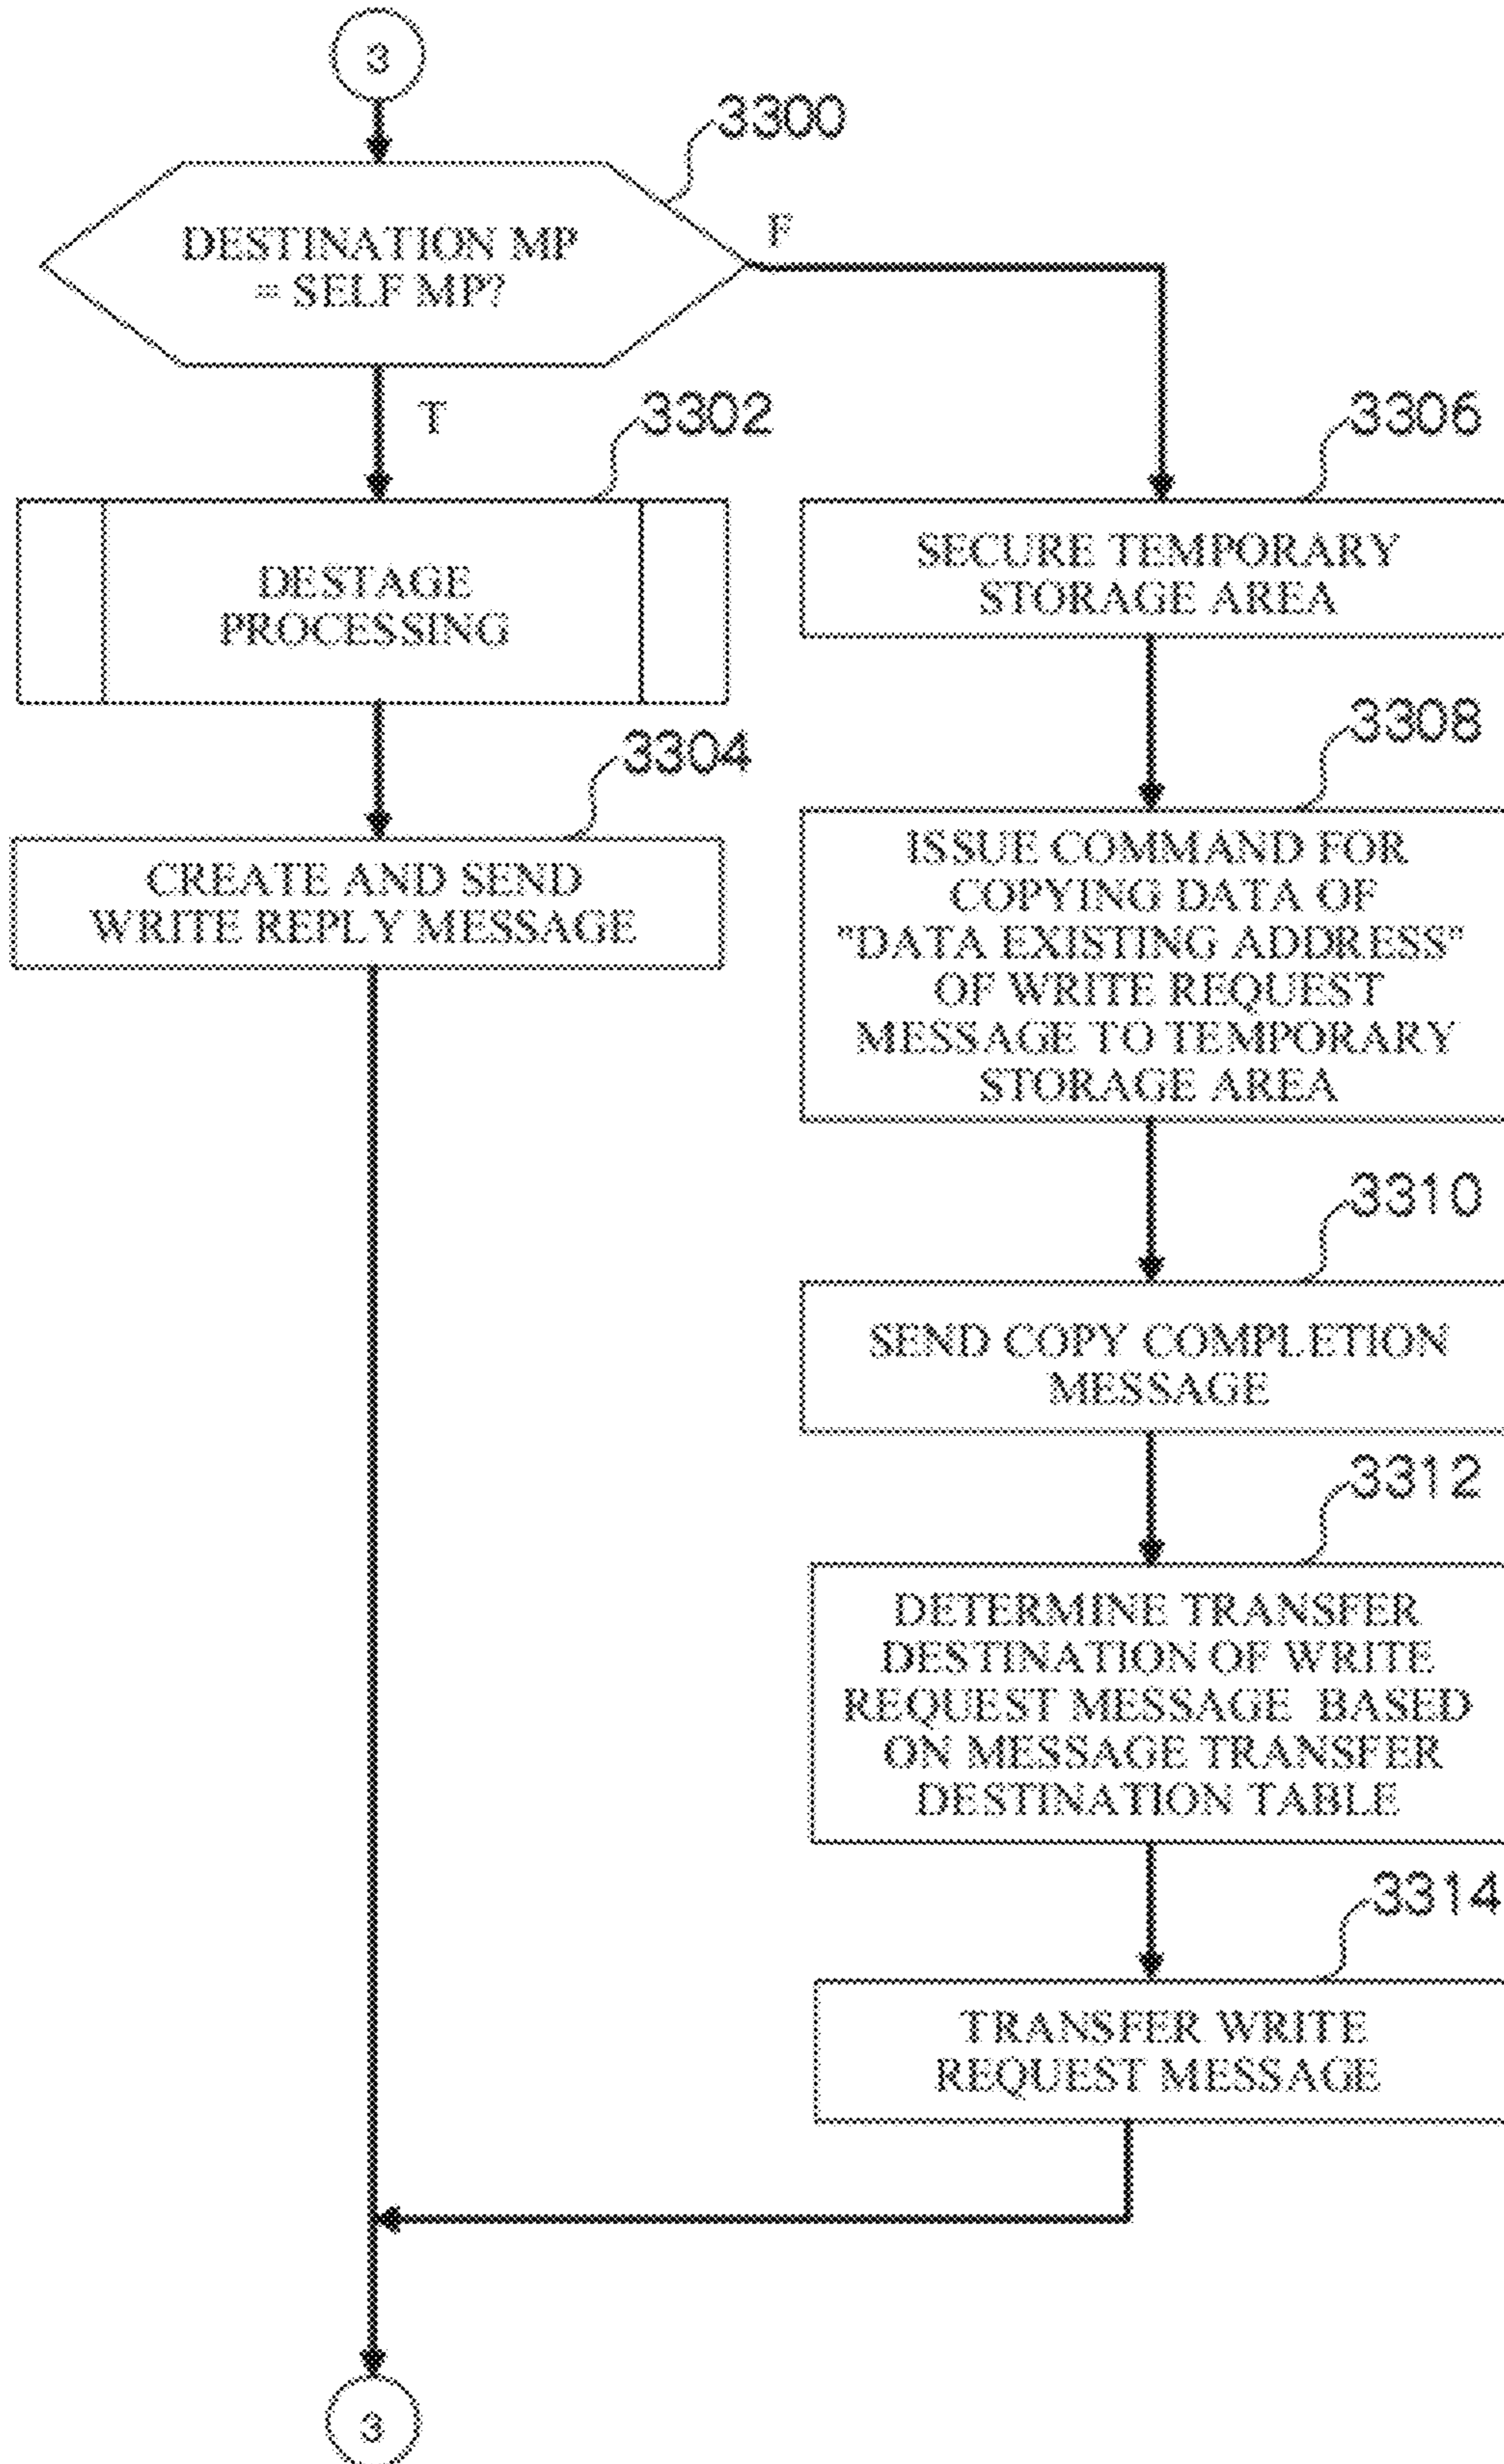 3
3300
DESTINATION MP
= SELF MP?
F
T
3302
DESTAGE
PROCESSING
3304
CREATE AND SEND
WRITE REPLY MESSAGE
3306
SECURE TEMPORARY
STORAGE AREA
3308
ISSUE COMMAND FOR
COPYING DATA OF
"DATA EXISTING ADDRESS"
OF WRITE REQUEST
MESSAGE TO TEMPORARY
STORAGE AREA
3310
SEND COPY COMPLETION
MESSAGE
3312
DETERMINE TRANSFER
DESTINATION OF WRITE
REQUEST MESSAGE BASED
ON MESSAGE TRANSFER
DESTINATION TABLE
3314
TRANSFER WRITE
REQUEST MESSAGE
3